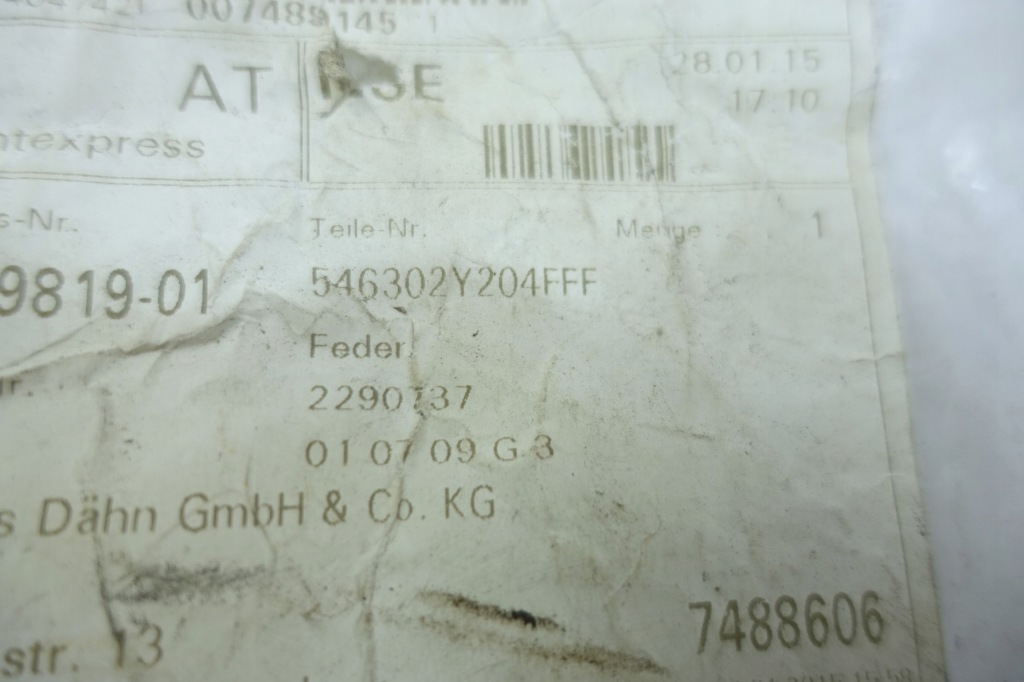 007489145 1
AT
28.01.15
17:10
ntexpress
s-Nr.
Teile-Nr. Menge : 1
9819-01 546302Y204FFF
Feder
2290737
01 07 09 G 3
s Dähn GmbH & Co. KG
7488606
str. 13